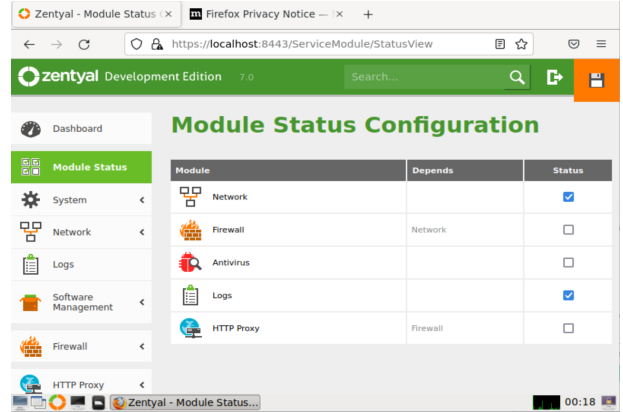 Zentyal - Module Status
Firefox Privacy Notice —
https://localhost:8443/ServiceModule/StatusView
zentyal Development Edition 7.0
Search...
Module Status Configuration
Dashboard
Module Status
System
Network
Logs
Software
Management
Firewall
HTTP Proxy
Module Depends Status
Network
Firewall Network
Antivirus
Logs
HTTP Proxy Firewall
Zentyal - Module Status...
00:18